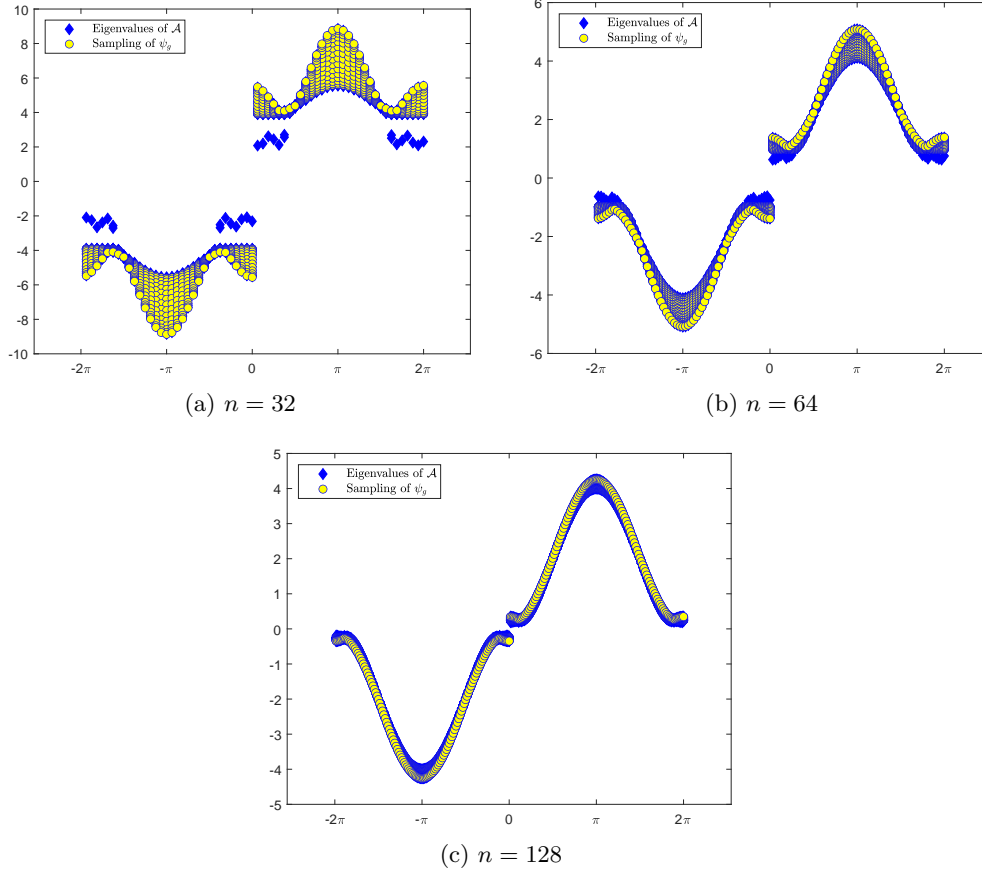 10
8
6
4
2
0
-2
-4
-6
-8
-10
-2π
-π
0
π
2π
Eigenvalues of 𝒜
Sampling of ψ_g
(a) n = 32
6
4
2
0
-2
-4
-6
-2π
-π
0
π
2π
Eigenvalues of 𝒜
Sampling of ψ_g
(b) n = 64
5
4
3
2
1
0
-1
-2
-3
-4
-5
-2π
-π
0
π
2π
Eigenvalues of 𝒜
Sampling of ψ_g
(c) n = 128